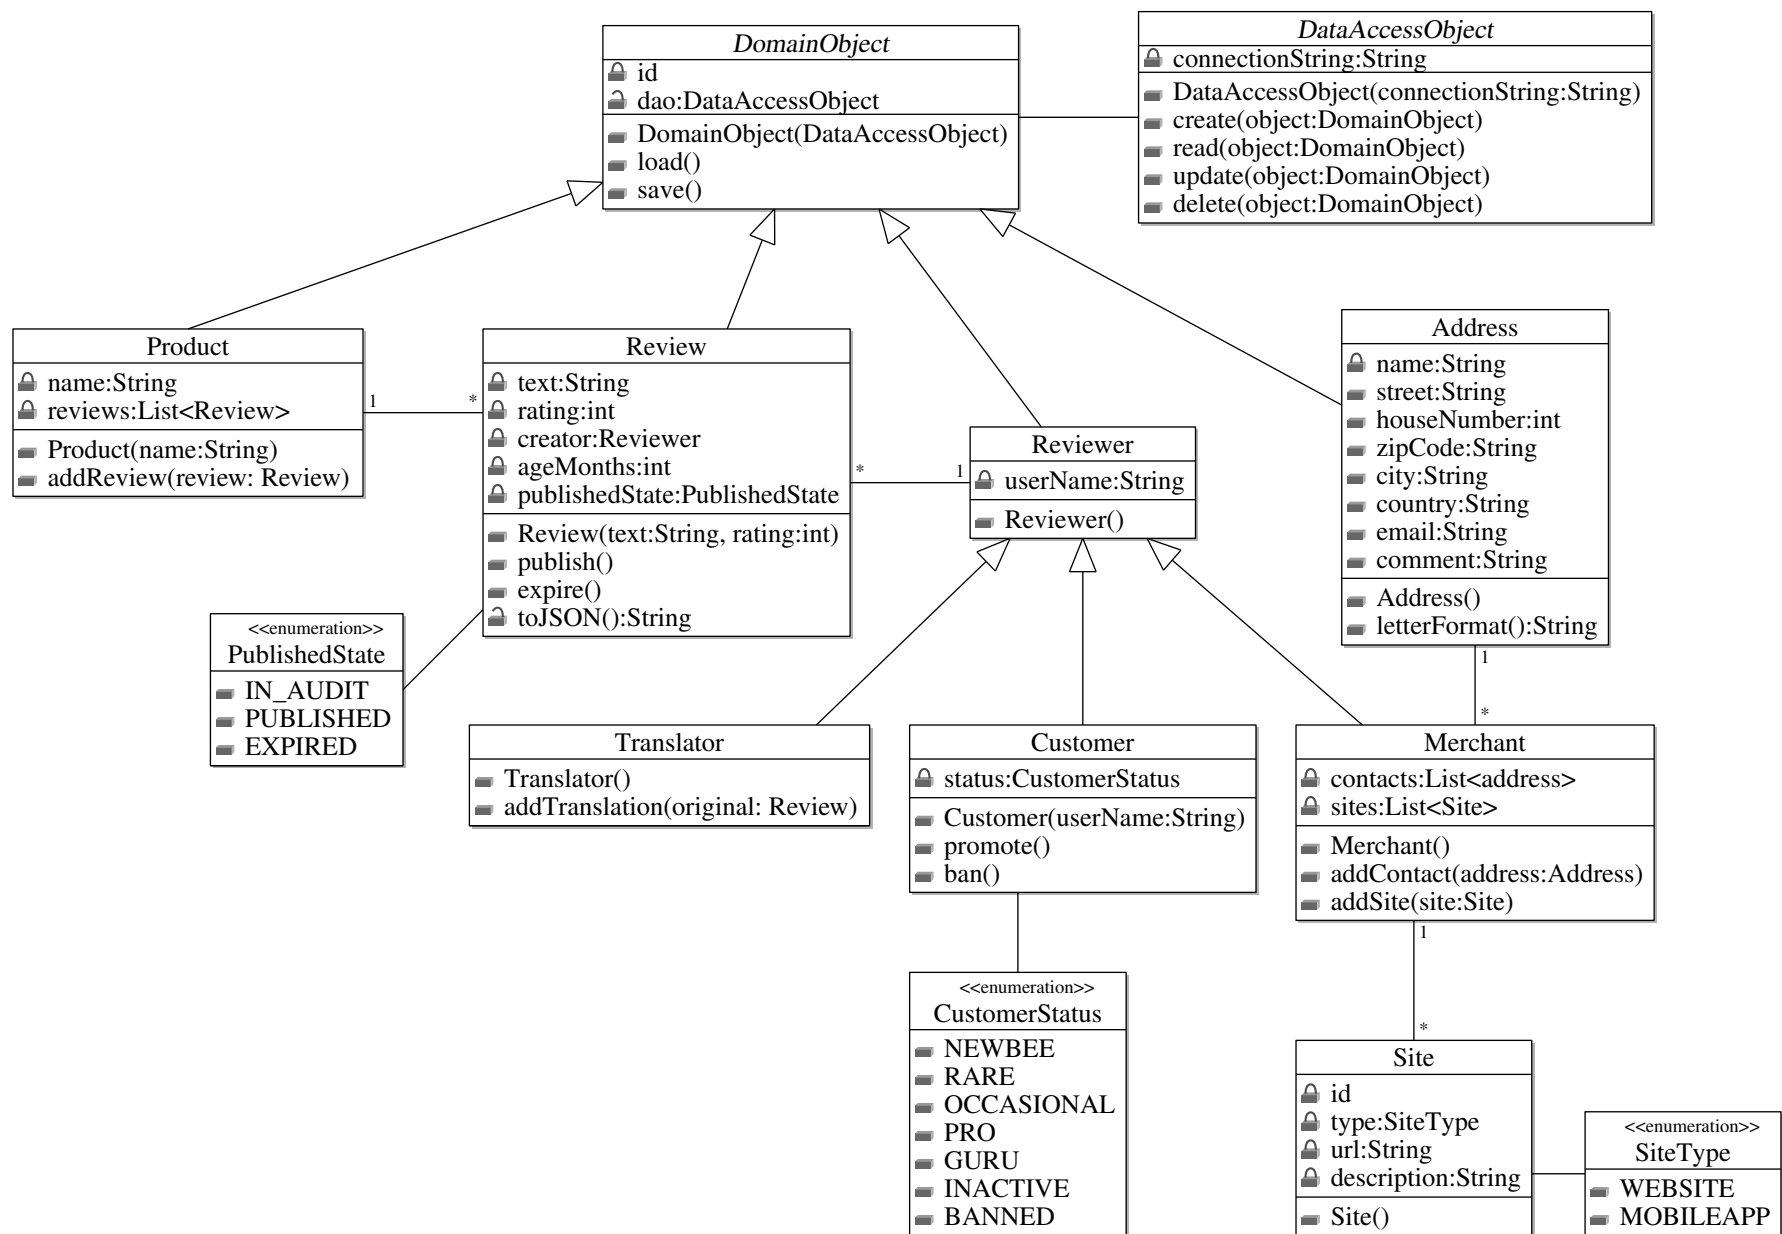 DomainObject
id
dao:DataAccessObject
DomainObject(DataAccessObject)
load()
save()
DataAccessObject
connectionString:String
DataAccessObject(connectionString:String)
create(object:DomainObject)
read(object:DomainObject)
update(object:DomainObject)
delete(object:DomainObject)
Product
name:String
reviews:List<Review>
Product(name:String)
addReview(review: Review)
1
*
Review
text:String
rating:int
creator:Reviewer
ageMonths:int
publishedState:PublishedState
Review(text:String, rating:int)
publish()
expire()
toJSON():String
*
1
Reviewer
userName:String
Reviewer()
Address
name:String
street:String
houseNumber:int
zipCode:String
city:String
country:String
email:String
comment:String
Address()
letterFormat():String
1
*
<<enumeration>>
PublishedState
IN_AUDIT
PUBLISHED
EXPIRED
Translator
Translator()
addTranslation(original: Review)
Customer
status:CustomerStatus
Customer(userName:String)
promote()
ban()
Merchant
contacts:List<address>
sites:List<Site>
Merchant()
addContact(address:Address)
addSite(site:Site)
1
*
<<enumeration>>
CustomerStatus
NEWBEE
RARE
OCCASIONAL
PRO
GURU
INACTIVE
BANNED
Site
id
type:SiteType
url:String
description:String
Site()
<<enumeration>>
SiteType
WEBSITE
MOBILEAPP